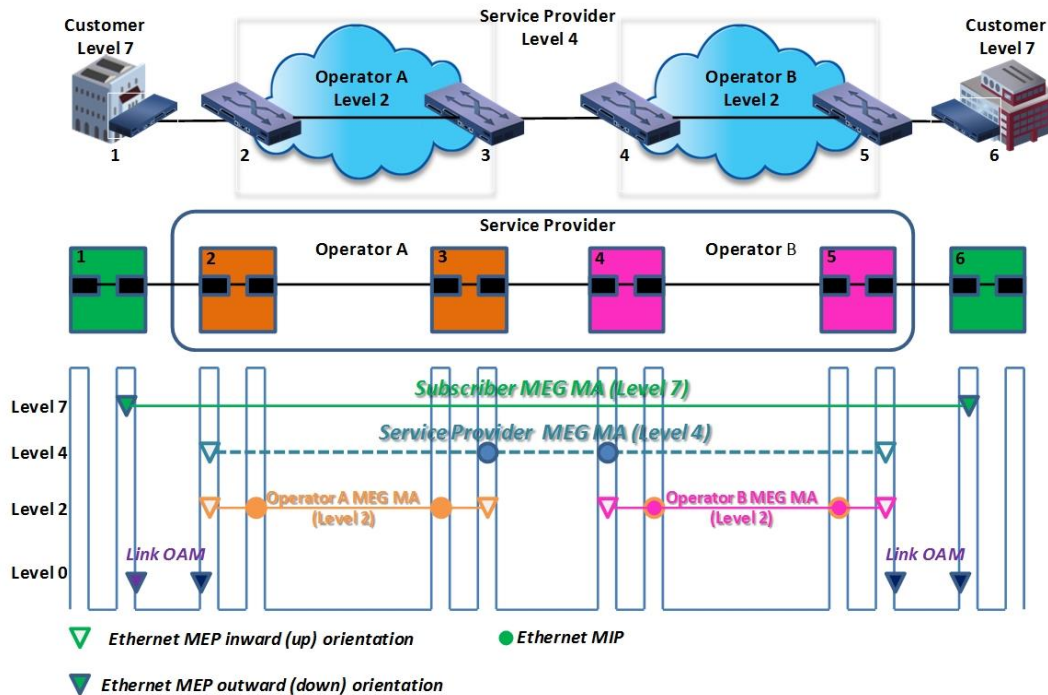 Service Provider
Level 4
Customer
Level 7
Customer
Level 7
Operator A
Level 2
Operator B
Level 2
1
2
3
4
5
6
Service Provider
Operator A
Operator B
1
2
3
4
5
6
Subscriber MEG MA (Level 7)
Level 7
Service Provider MEG MA (Level 4)
Level 4
Operator A MEG MA
(Level 2)
Operator B MEG MA
(Level 2)
Level 2
Link OAM
Link OAM
Level 0
Ethernet MEP inward (up) orientation
Ethernet MIP
Ethernet MEP outward (down) orientation